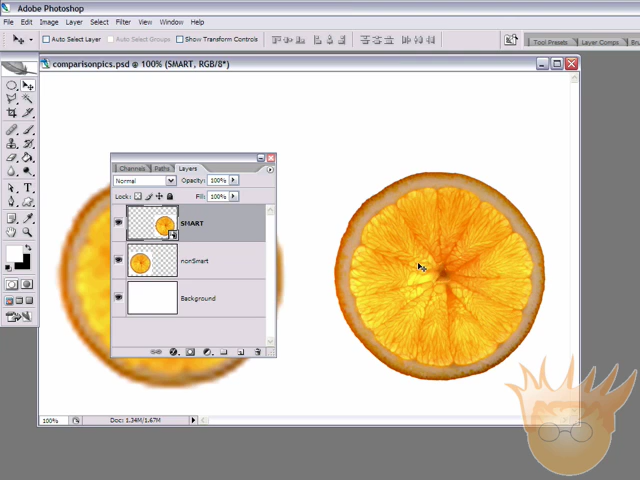 Adobe Photoshop
File Edit Image Layer Select Filter View Window Help
Auto Select Layer Auto Select Groups Show Transform Controls
Tool Presets Layer Comps
comparisonpics.psd @ 100% (SMART, RGB/8*)
Channels Paths Layers
Normal Opacity: 100%
Lock: Fill: 100%
SMART
nonSmart
Background
100% Doc: 1.34M/1.67M